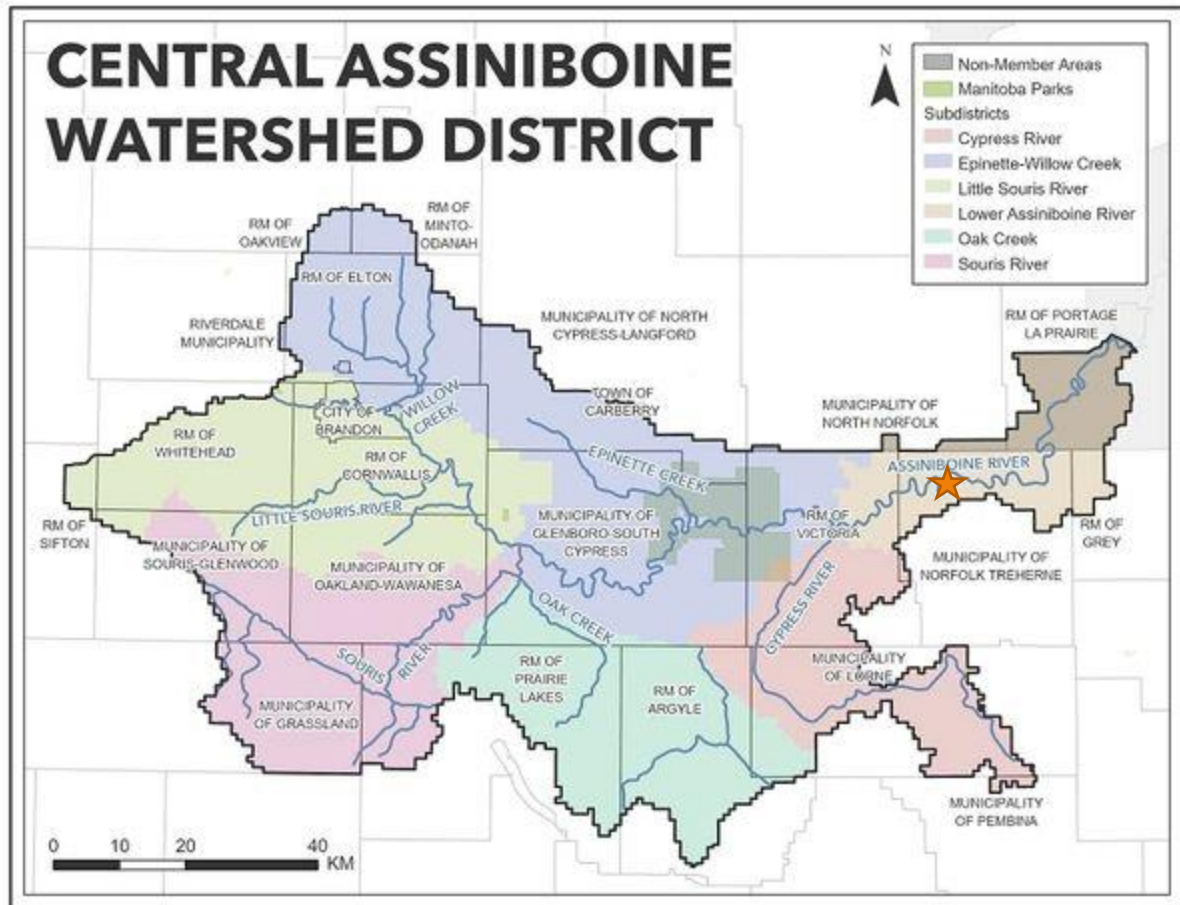 CENTRAL ASSINIBOINE
WATERSHED DISTRICT
N
Non-Member Areas
Manitoba Parks
Subdistricts
Cypress River
Epinette-Willow Creek
Little Souris River
Lower Assiniboine River
Oak Creek
Souris River
RM OF
OAKVIEW
RM OF
MINTO-
ODANAH
RM OF ELTON
RIVERDALE
MUNICIPALITY
MUNICIPALITY OF NORTH
CYPRESS-LANGFORD
RM OF PORTAGE
LA PRAIRIE
TOWN OF
CARBERRY
MUNICIPALITY OF
NORTH NORFOLK
WILLOW
CREEK
CITY OF
BRANDON
RM OF
WHITEHEAD
RM OF
CORNWALLIS
EPINETTE CREEK
ASSINIBOINE RIVER
LITTLE SOURIS RIVER
RM OF
SIFTON
MUNICIPALITY OF
GLENBORO-SOUTH
CYPRESS
RM OF
VICTORIA
RM OF
GREY
MUNICIPALITY OF
SOURIS-GLENWOOD
MUNICIPALITY OF
OAKLAND-WAWANESA
MUNICIPALITY OF
NORFOLK TREHERNE
OAK CREEK
CYPRESS RIVER
SOURIS
RIVER
RM OF
PRAIRIE
LAKES
RM OF
ARGYLE
MUNICIPALITY
OF LORNE
MUNICIPALITY
OF GRASSLAND
MUNICIPALITY
OF PEMBINA
0 10 20 40
KM